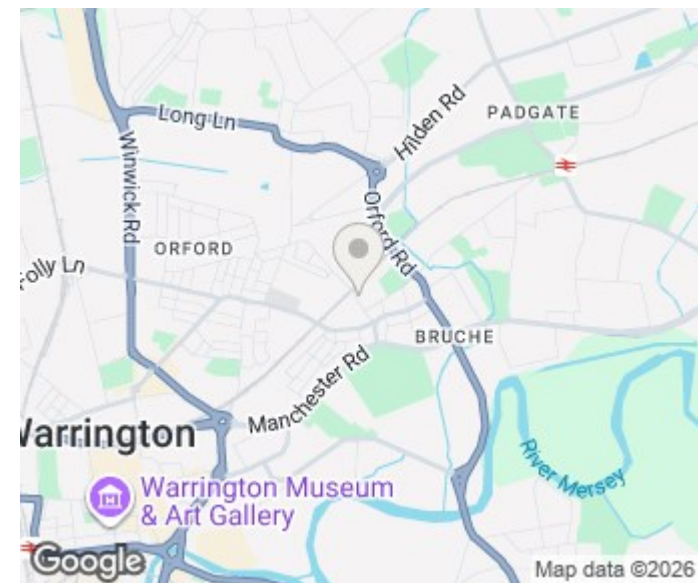 Long Ln
Hilden Rd
PADGATE
Winwick Rd
Orford Rd
ORFORD
Folly Ln
BRUCHE
Manchester Rd
Warrington
River Mersey
Warrington Museum
& Art Gallery
Google
Map data ©2026